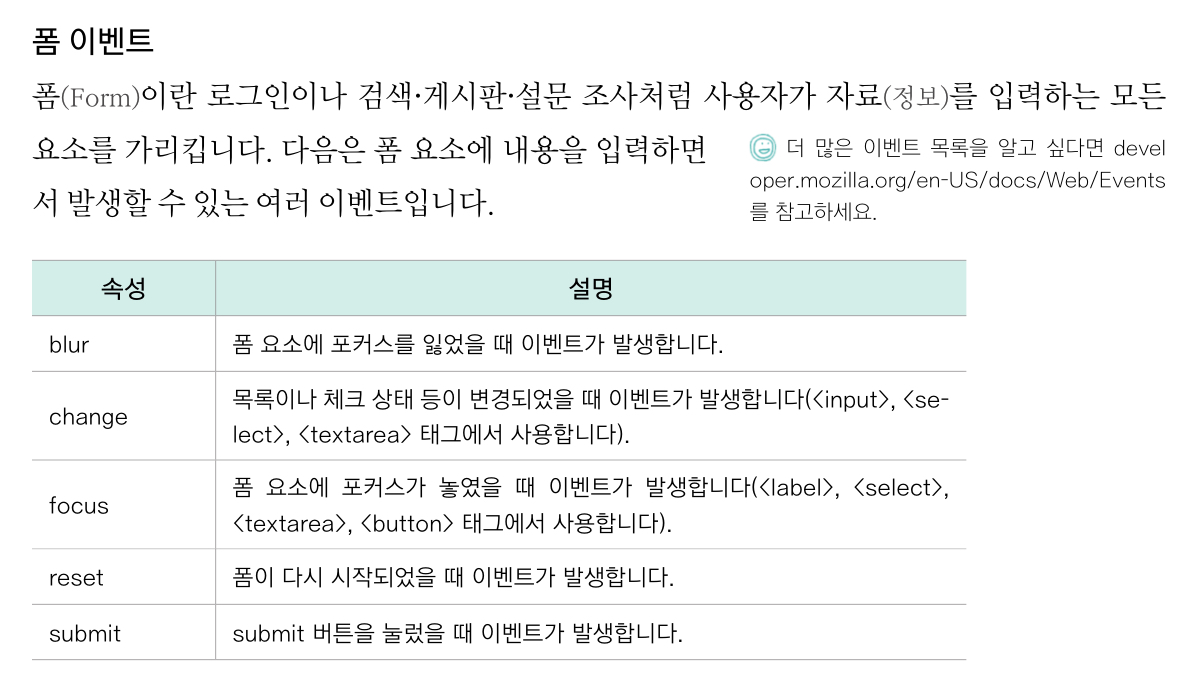 폼 이벤트
폼(Form)이란 로그인이나 검색·게시판·설문 조사처럼 사용자가 자료(정보)를 입력하는 모든
요소를 가리킵니다. 다음은 폼 요소에 내용을 입력하면
서 발생할 수 있는 여러 이벤트입니다.
더 많은 이벤트 목록을 알고 싶다면 devel
oper.mozilla.org/en-US/docs/Web/Events
를 참고하세요.
속성 설명
blur 폼 요소에 포커스를 잃었을 때 이벤트가 발생합니다.
change 목록이나 체크 상태 등이 변경되었을 때 이벤트가 발생합니다(<input>, <se-
lect>, <textarea> 태그에서 사용합니다).
focus 폼 요소에 포커스가 놓였을 때 이벤트가 발생합니다(<label>, <select>,
<textarea>, <button> 태그에서 사용합니다).
reset 폼이 다시 시작되었을 때 이벤트가 발생합니다.
submit submit 버튼을 눌렀을 때 이벤트가 발생합니다.